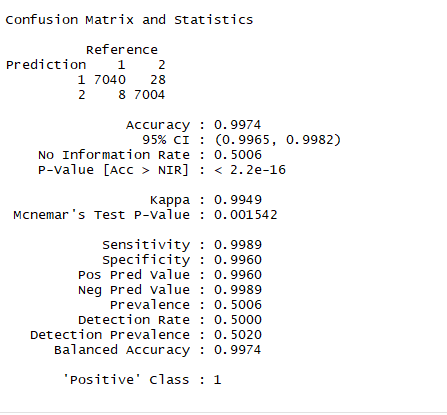 Confusion Matrix and Statistics
Reference
Prediction 1 2
1 7040 28
2 8 7004
Accuracy : 0.9974
95% CI : (0.9965, 0.9982)
No Information Rate : 0.5006
P-Value [Acc > NIR] : < 2.2e-16
Kappa : 0.9949
Mcnemar's Test P-Value : 0.001542
Sensitivity : 0.9989
Specificity : 0.9960
Pos Pred Value : 0.9960
Neg Pred Value : 0.9989
Prevalence : 0.5006
Detection Rate : 0.5000
Detection Prevalence : 0.5020
Balanced Accuracy : 0.9974
'Positive' Class : 1